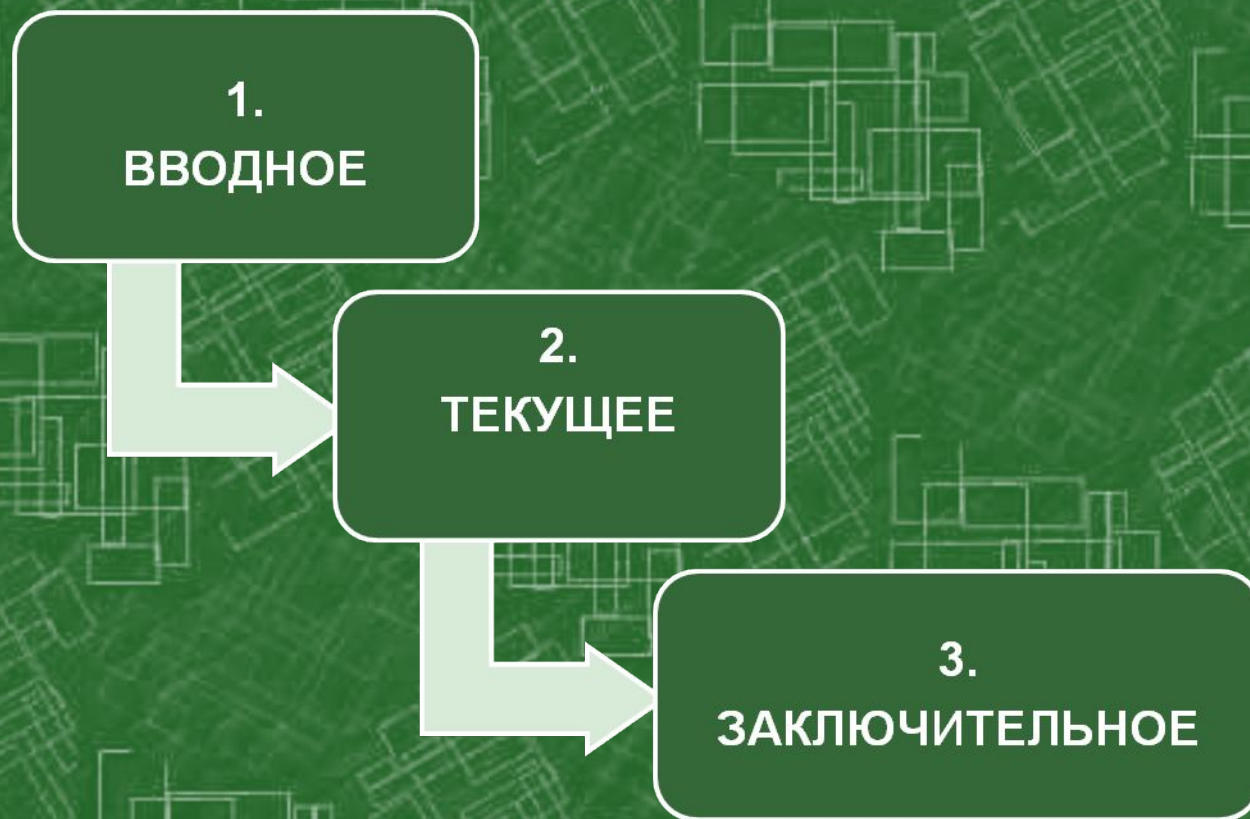 1.
ВВОДНОЕ
2.
ТЕКУЩЕЕ
3.
ЗАКЛЮЧИТЕЛЬНОЕ